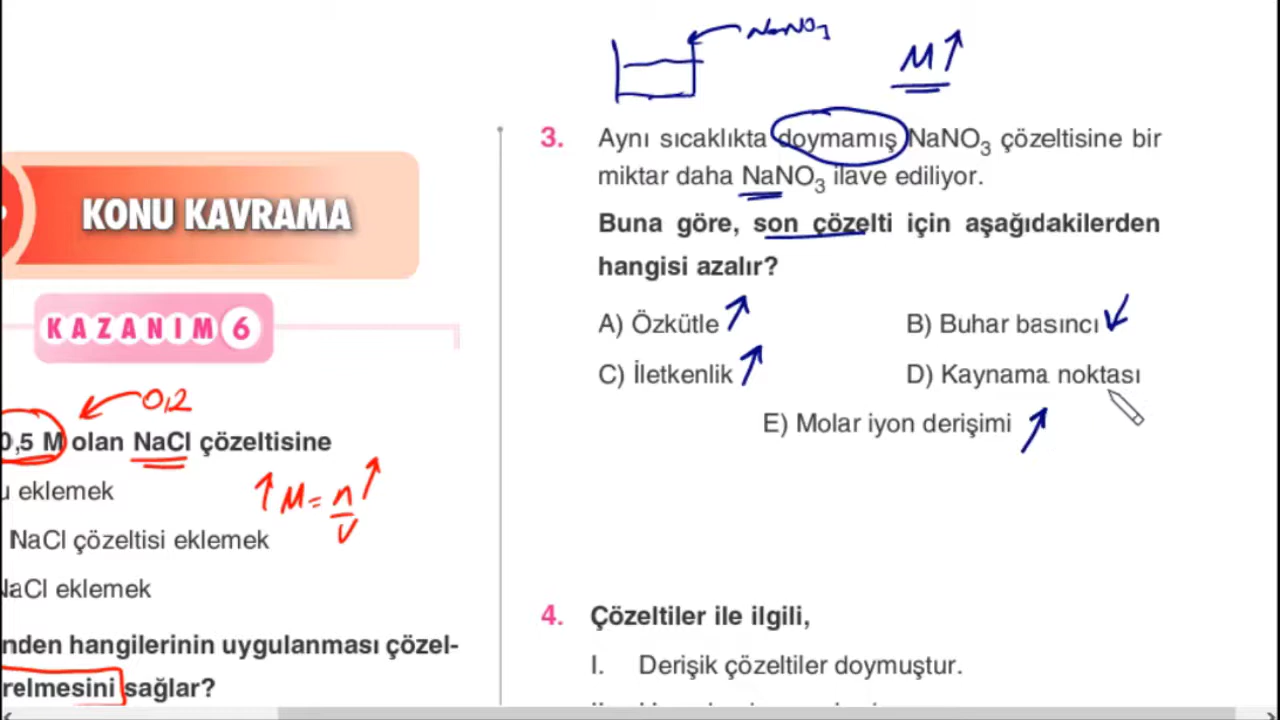 KONU KAVRAMA
KAZANIM 6
0,2
0,5 M olan NaCl çözeltisine
u eklemek
M = n
V
NaCl çözeltisi eklemek
NaCl eklemek
nden hangilerinin uygulanması çözel-
relmesini sağlar?
NaNO3
M
3. Aynı sıcaklıkta doymamış NaNO3 çözeltisine bir
miktar daha NaNO3 ilave ediliyor.
Buna göre, son çözelti için aşağıdakilerden
hangisi azalır?
A) Özkütle B) Buhar basıncı
C) İletkenlik D) Kaynama noktası
E) Molar iyon derişimi
4. Çözeltiler ile ilgili,
I. Derişik çözeltiler doymuştur.